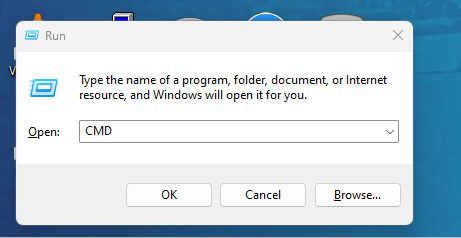 Run
Type the name of a program, folder, document, or Internet
resource, and Windows will open it for you.
Open: CMD
OK Cancel Browse...